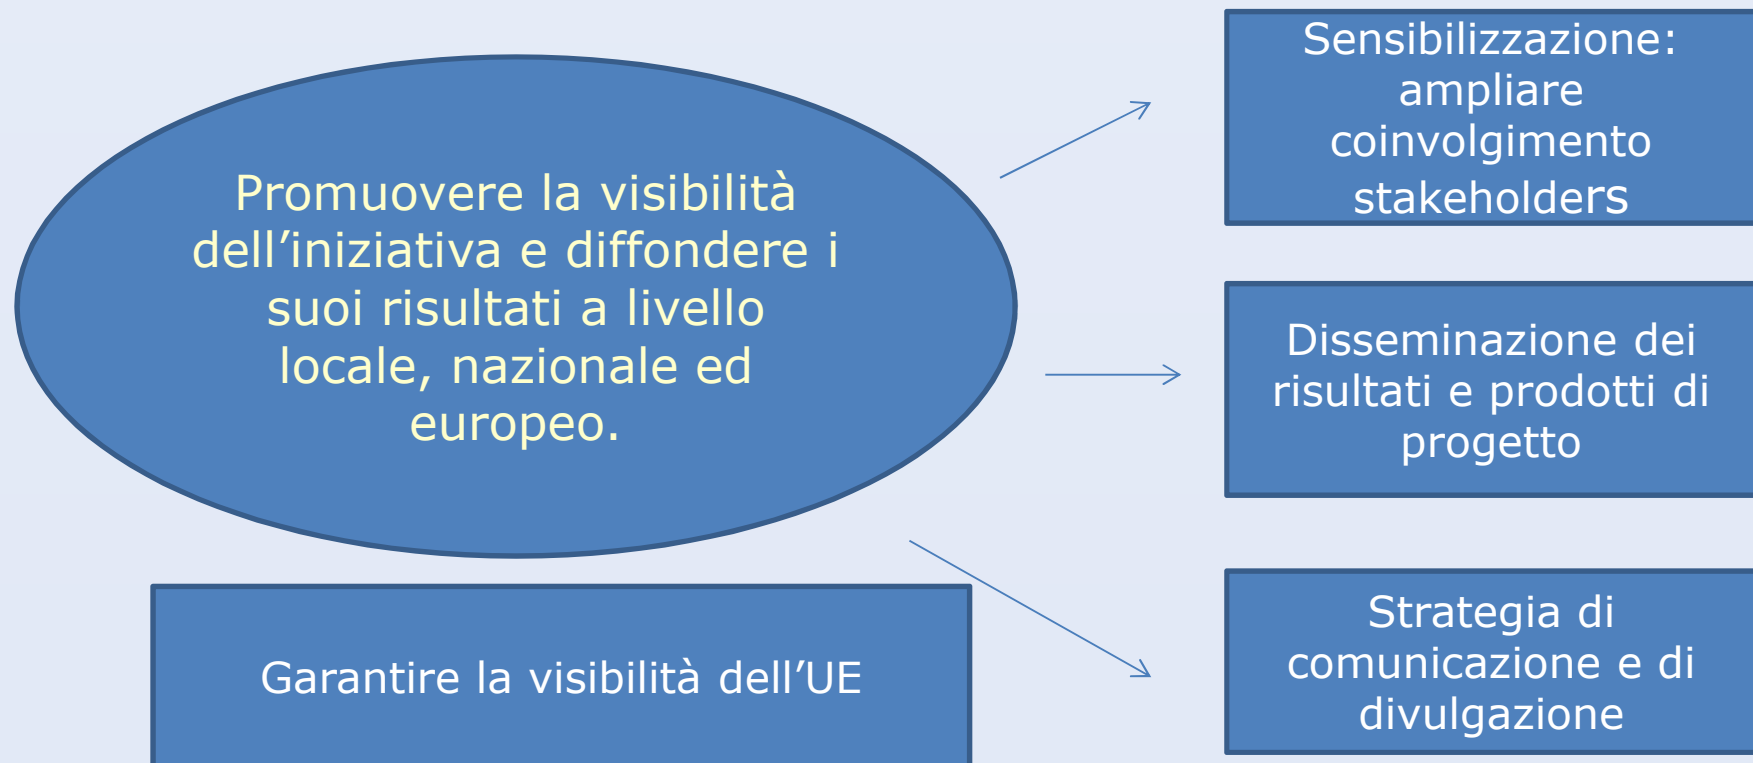 Promuovere la visibilità
dell’iniziativa e diffondere i
suoi risultati a livello
locale, nazionale ed
europeo.
Garantire la visibilità dell’UE
Sensibilizzazione:
ampliare
coinvolgimento
stakeholders
Disseminazione dei
risultati e prodotti di
progetto
Strategia di
comunicazione e di
divulgazione